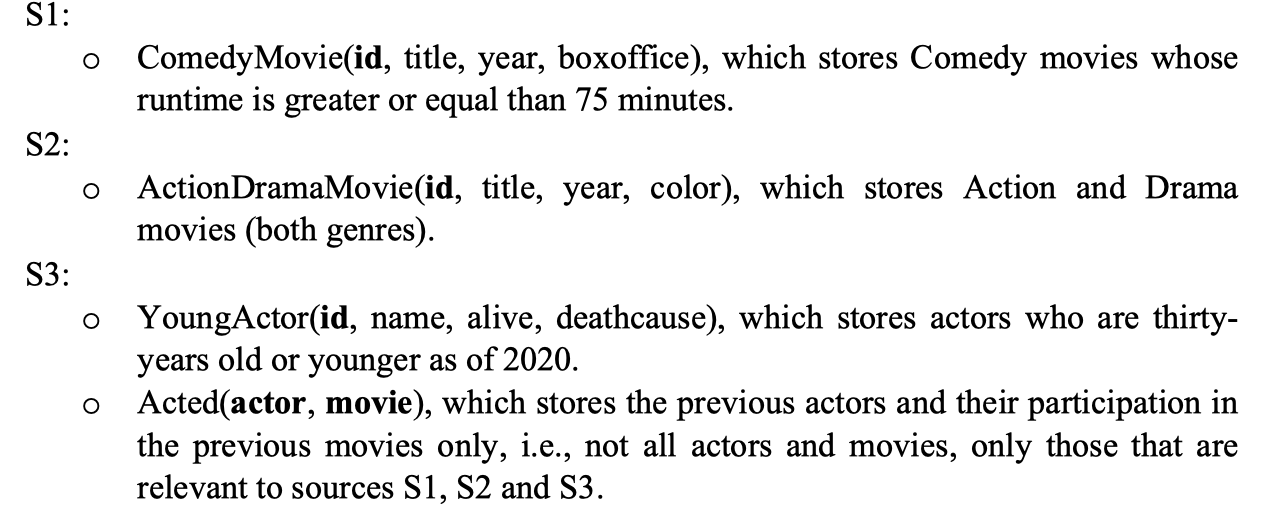 S1:
○ ComedyMovie(id, title, year, boxoffice), which stores Comedy movies whose
runtime is greater or equal than 75 minutes.
S2:
○ ActionDramaMovie(id, title, year, color), which stores Action and Drama
movies (both genres).
S3:
○ YoungActor(id, name, alive, deathcause), which stores actors who are thirty-
years old or younger as of 2020.
○ Acted(actor, movie), which stores the previous actors and their participation in
the previous movies only, i.e., not all actors and movies, only those that are
relevant to sources S1, S2 and S3.